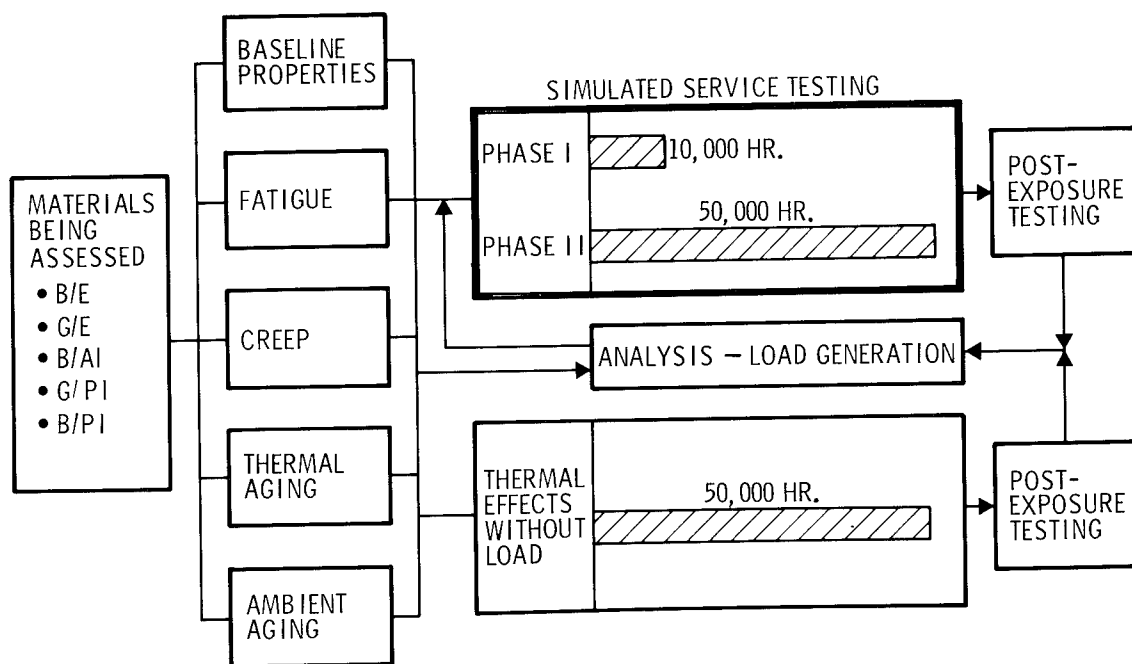 MATERIALS
BEING
ASSESSED
• B/E
• G/E
• B/Al
• G/PI
• B/PI
BASELINE
PROPERTIES
FATIGUE
CREEP
THERMAL
AGING
AMBIENT
AGING
SIMULATED SERVICE TESTING
PHASE I
10,000 HR.
50,000 HR.
PHASE II
ANALYSIS – LOAD GENERATION
THERMAL
EFFECTS
WITHOUT
LOAD
50,000 HR.
POST-
EXPOSURE
TESTING
POST-
EXPOSURE
TESTING